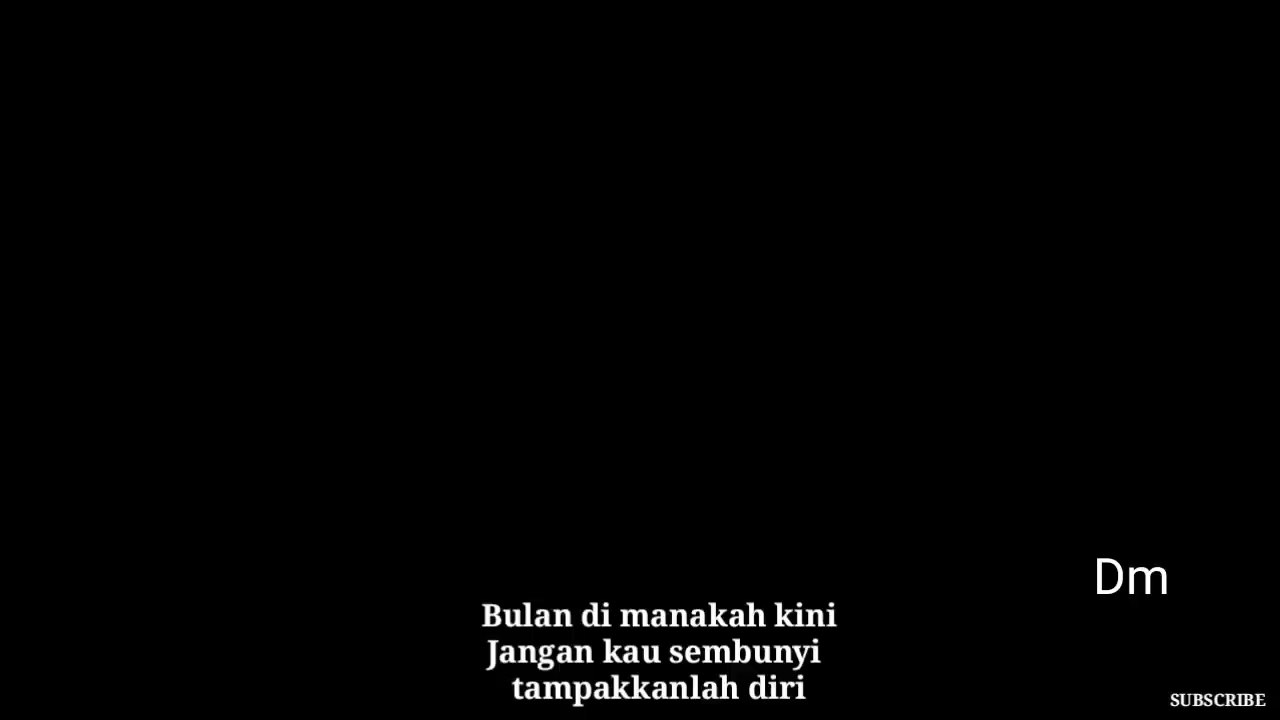 Dm
Bulan di manakah kini
Jangan kau sembunyi
tampakkanlah diri
SUBSCRIBE